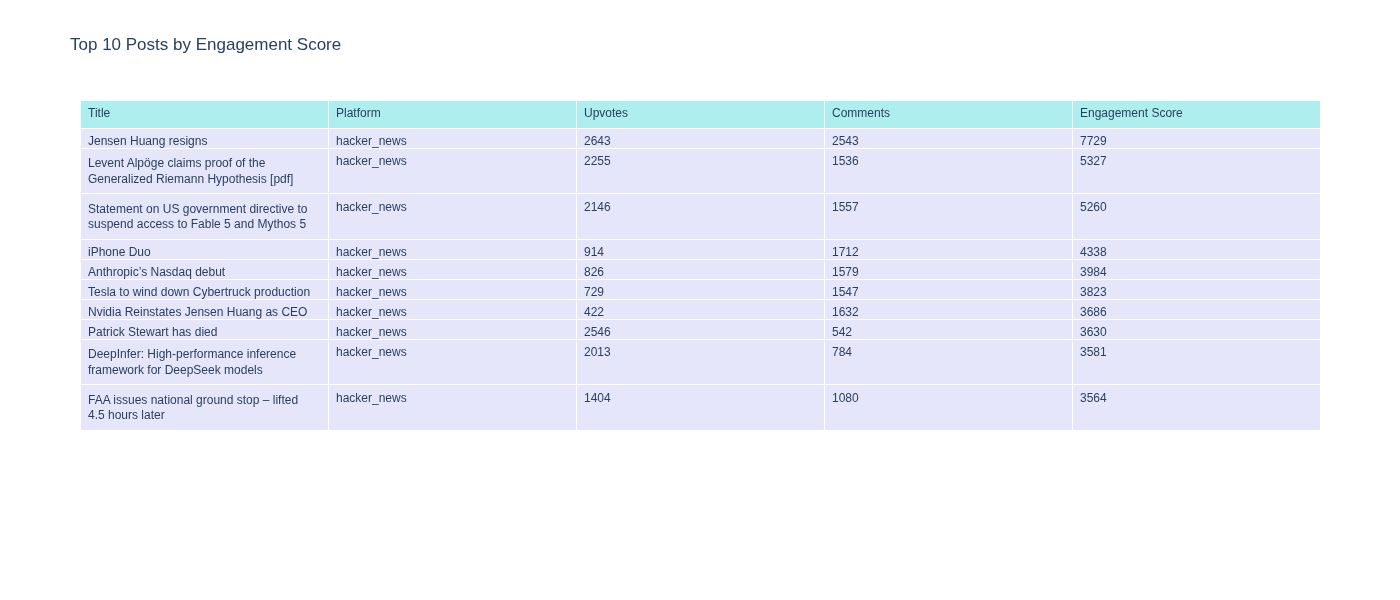 Top 10 Posts by Engagement Score
Title Platform Upvotes Comments Engagement Score
Jensen Huang resigns hacker_news 2643 2543 7729
Levent Alpöge claims proof of the hacker_news 2255 1536 5327
Generalized Riemann Hypothesis [pdf]
Statement on US government directive to hacker_news 2146 1557 5260
suspend access to Fable 5 and Mythos 5
iPhone Duo hacker_news 914 1712 4338
Anthropic’s Nasdaq debut hacker_news 826 1579 3984
Tesla to wind down Cybertruck production hacker_news 729 1547 3823
Nvidia Reinstates Jensen Huang as CEO hacker_news 422 1632 3686
Patrick Stewart has died hacker_news 2546 542 3630
DeepInfer: High-performance inference hacker_news 2013 784 3581
framework for DeepSeek models
FAA issues national ground stop – lifted hacker_news 1404 1080 3564
4.5 hours later